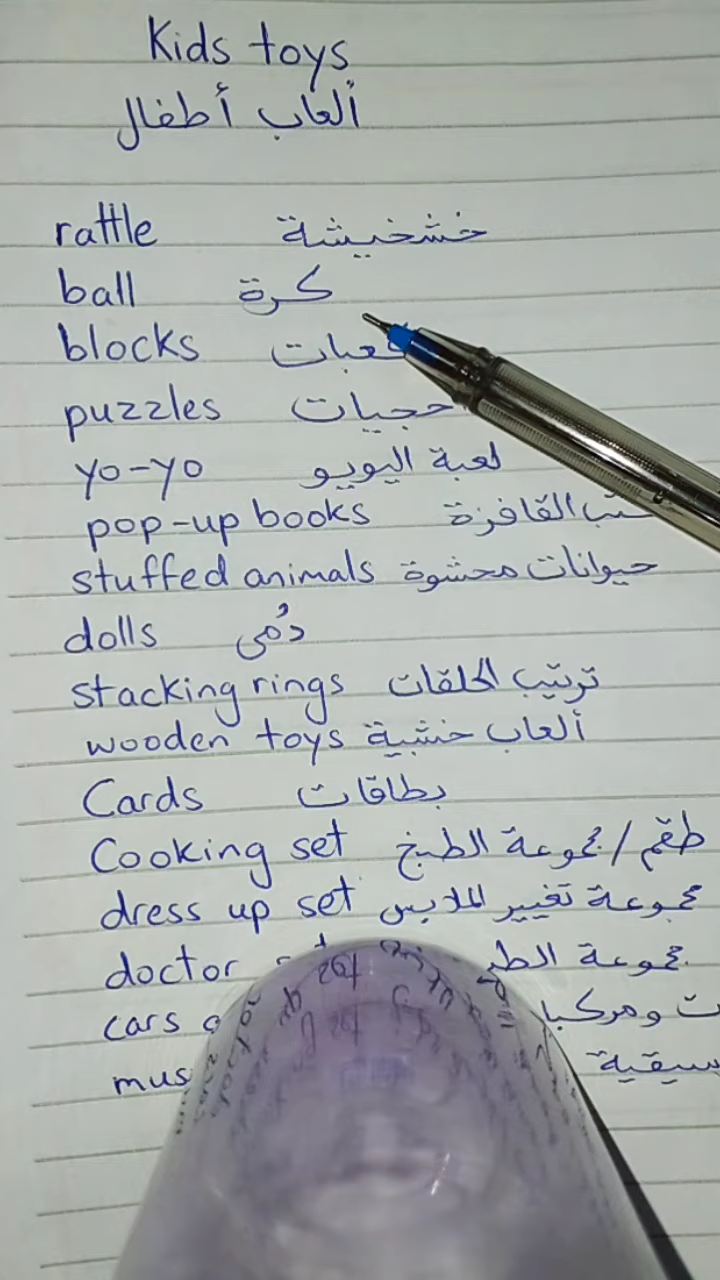 Kids toys
ألعاب أطفال
rattle خشخيشة
ball كرة
blocks
puzzles
yo-yo لعبة اليويو
pop-up books القافزة
stuffed animals حيوانات محشوة
dolls دُمى
stacking rings ترتيب الحلقات
wooden toys ألعاب خشبية
Cards بطاقات
Cooking set طقم / مجموعة الطبخ
dress up set مجموعة تغيير الملابس
doctor مجموعة
cars